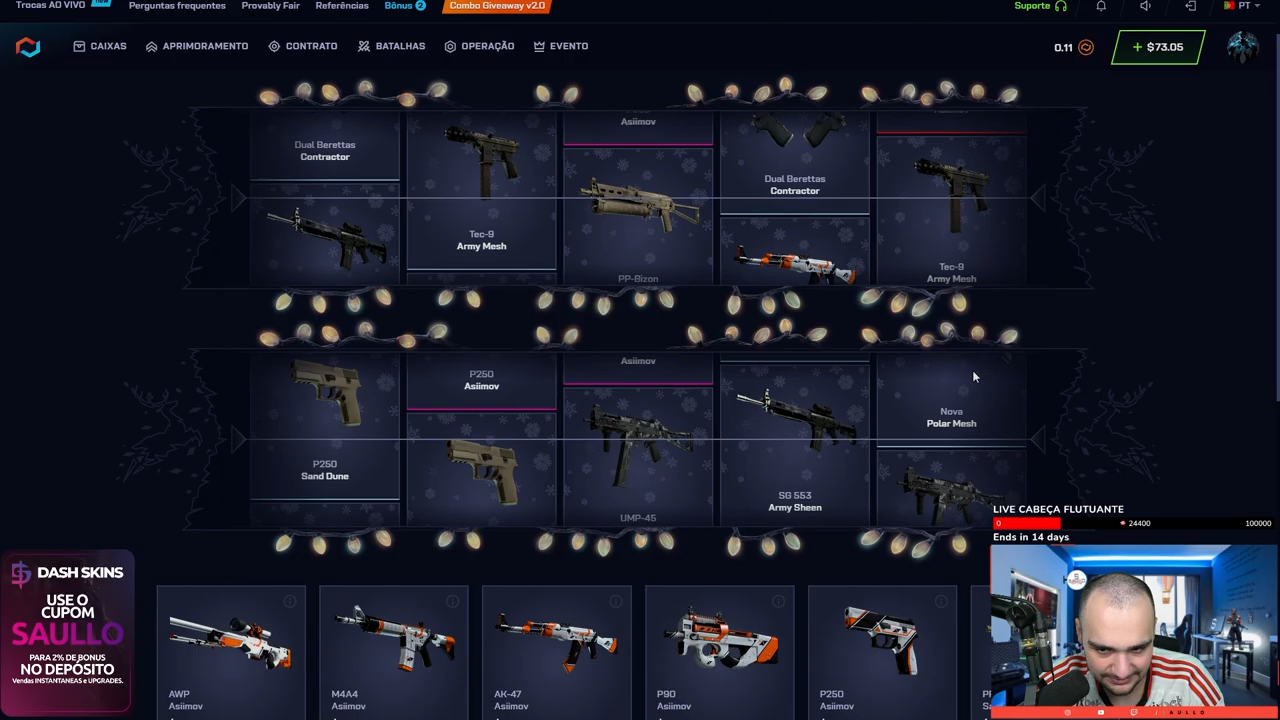 Trocas AO VIVO
Perguntas frequentes
Provably Fair
Referências
Bônus 2
Combo Giveaway v2.0
Suporte
PT
CAIXAS
APRIMORAMENTO
CONTRATO
BATALHAS
OPERAÇÃO
EVENTO
0.11
+ $73.05
Dual Berettas
Contractor
Tec-9
Army Mesh
Asiimov
PP-Bizon
Dual Berettas
Contractor
Tec-9
Army Mesh
P250
Sand Dune
P250
Asiimov
Asiimov
UMP-45
SG 553
Army Sheen
Nova
Polar Mesh
LIVE CABEÇA FLUTUANTE
0
24400
100000
Ends in 14 days
DASH SKINS
USE O
CUPOM
SAULLO
PARA 2% DE BONUS
NO DEPÓSITO
Vendas INSTANTANEAS e UPGRADES.
AWP
Asiimov
M4A4
Asiimov
AK-47
Asiimov
P90
Asiimov
P250
Asiimov
AULLO